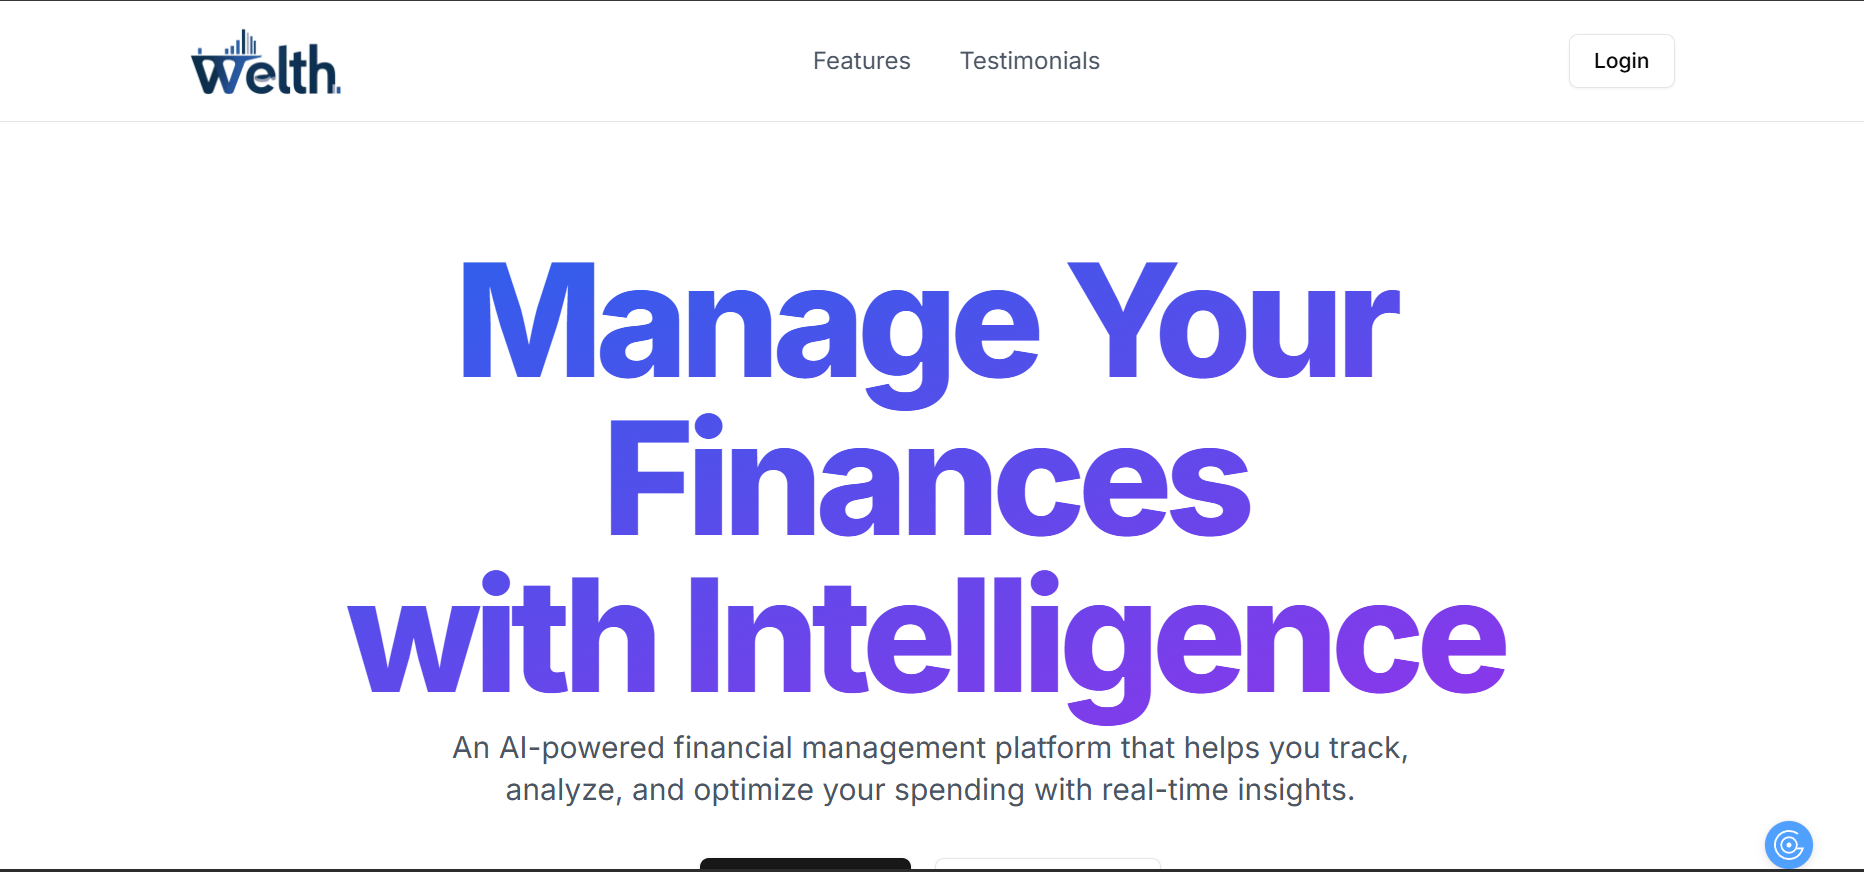 Welth.
Features Testimonials
Login
Manage Your
Finances
with Intelligence
An AI-powered financial management platform that helps you track,
analyze, and optimize your spending with real-time insights.